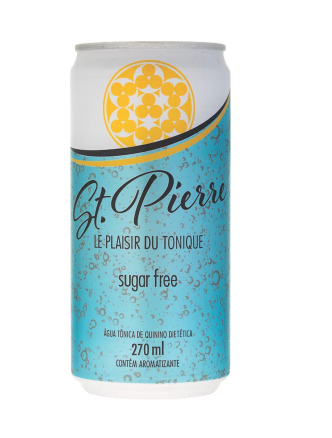 St. Pierre
LE PLAISIR DU TONIQUE
sugar free
ÁGUA TÔNICA DE QUININO DIETÉTICA
270 ml
CONTÉM AROMATIZANTE